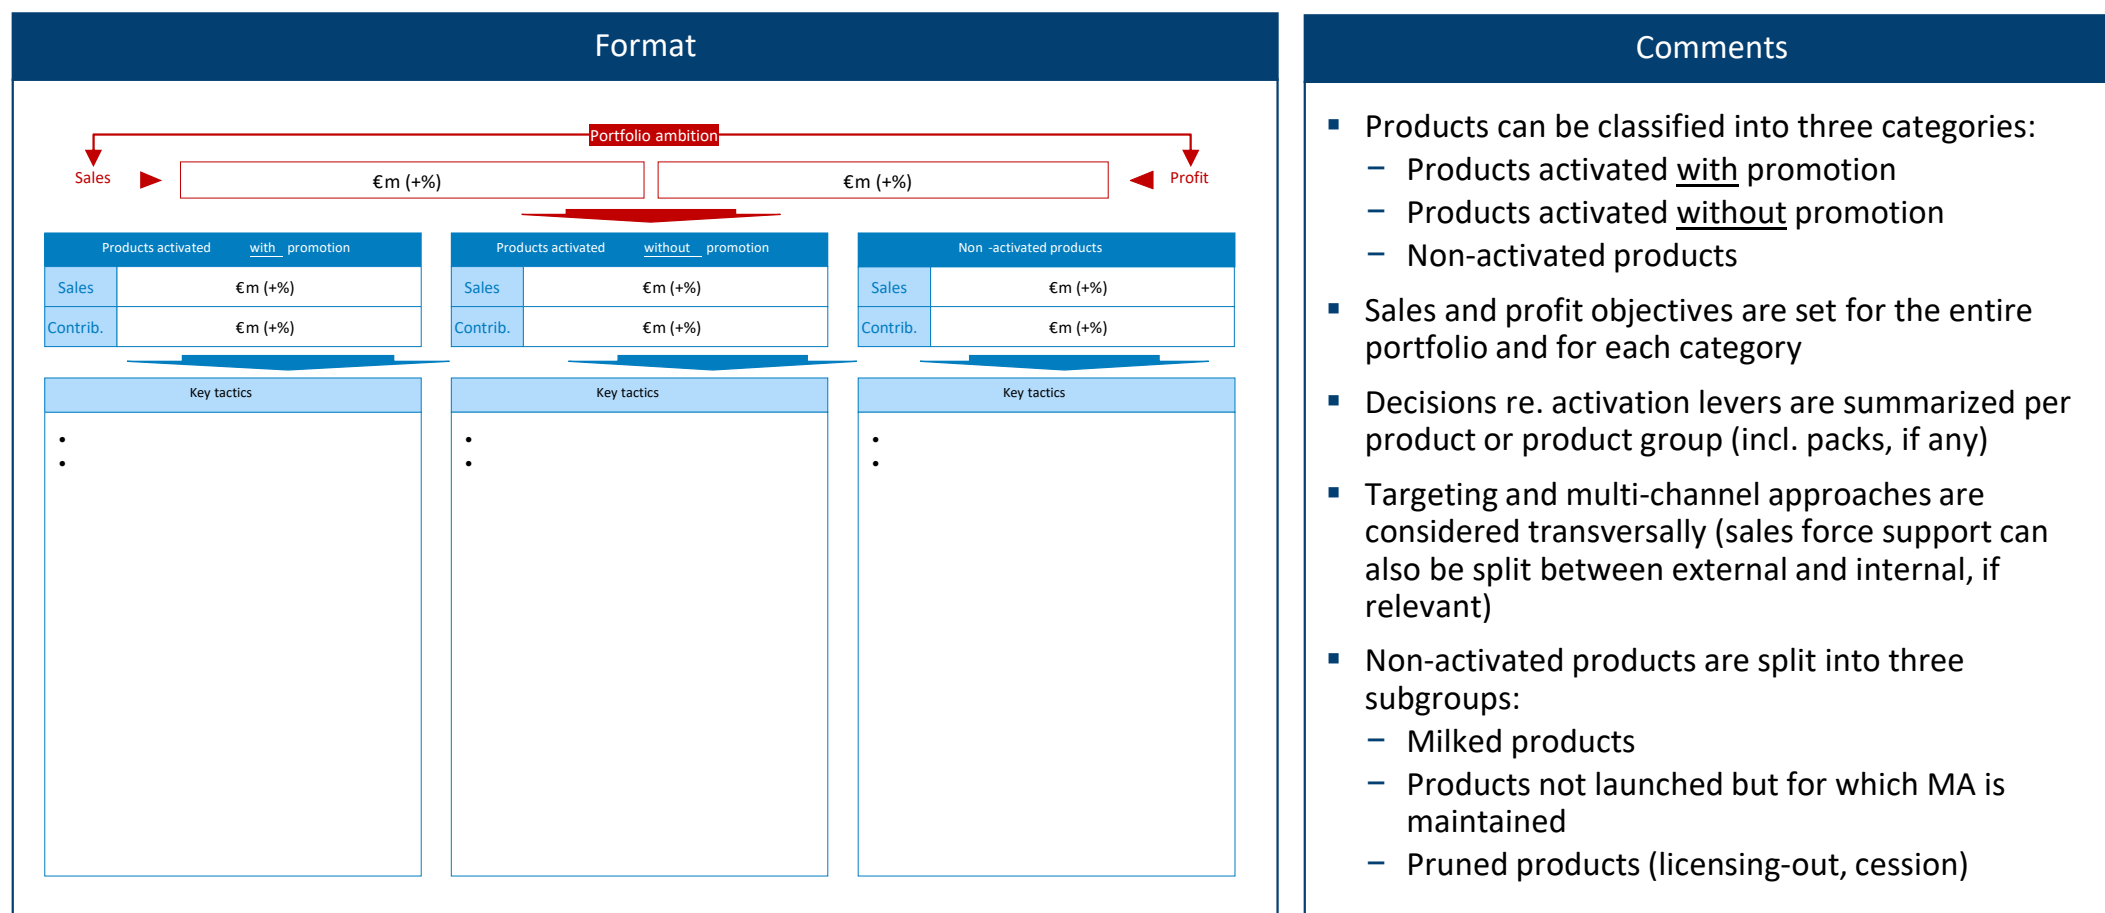 Format
Portfolio ambition
Sales
€m (+%)
€m (+%)
Profit
Products activated with promotion
Sales
€m (+%)
Contrib.
€m (+%)
Products activated without promotion
Sales
€m (+%)
Contrib.
€m (+%)
Non -activated products
Sales
€m (+%)
Contrib.
€m (+%)
Key tactics
•
•
Key tactics
•
•
Key tactics
•
•
Comments
▪ Products can be classified into three categories:
– Products activated with promotion
– Products activated without promotion
– Non-activated products
▪ Sales and profit objectives are set for the entire
portfolio and for each category
▪ Decisions re. activation levers are summarized per
product or product group (incl. packs, if any)
▪ Targeting and multi-channel approaches are
considered transversally (sales force support can
also be split between external and internal, if
relevant)
▪ Non-activated products are split into three
subgroups:
– Milked products
– Products not launched but for which MA is
maintained
– Pruned products (licensing-out, cession)